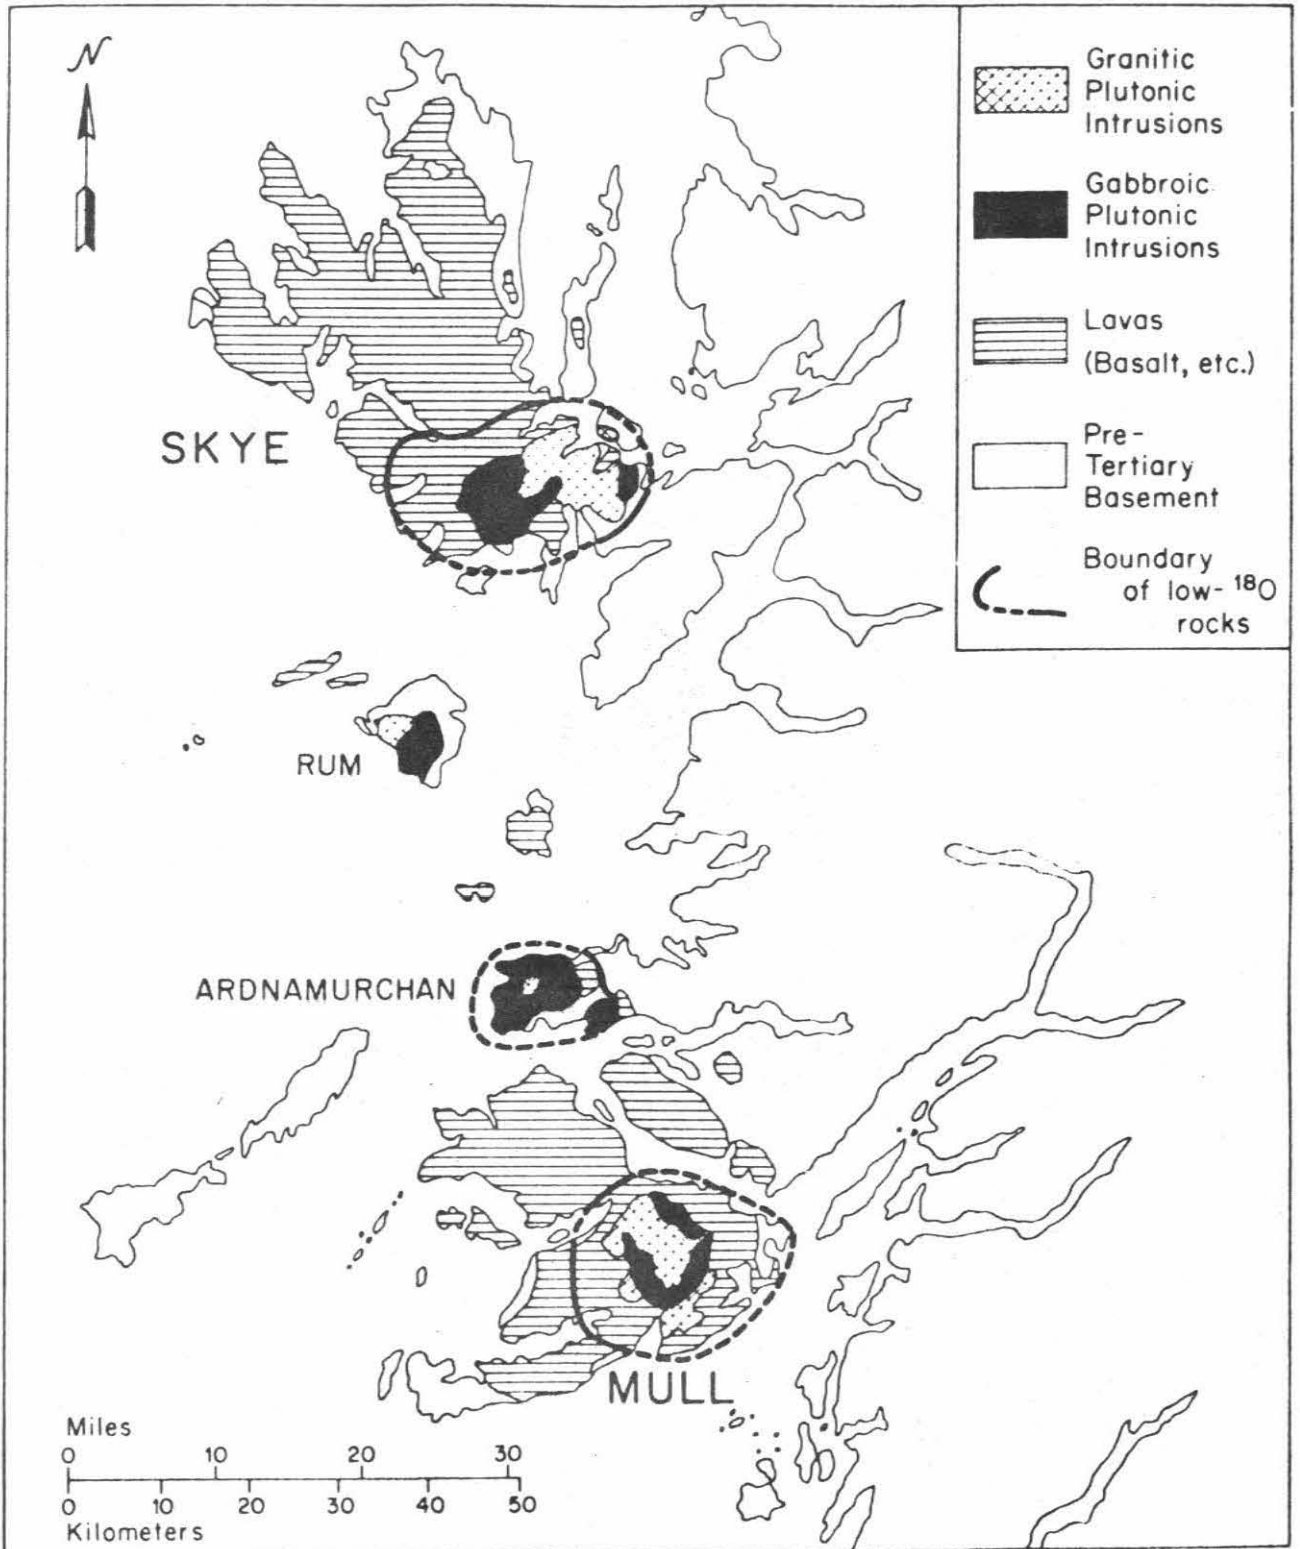 N
Granitic
Plutonic
Intrusions
Gabbroic
Plutonic
Intrusions
Lavas
(Basalt, etc.)
Pre-
Tertiary
Basement
Boundary
of low-¹⁸O
rocks
SKYE
RUM
ARDNAMURCHAN
MULL
Miles
0 10 20 30
0 10 20 30 40 50
Kilometers